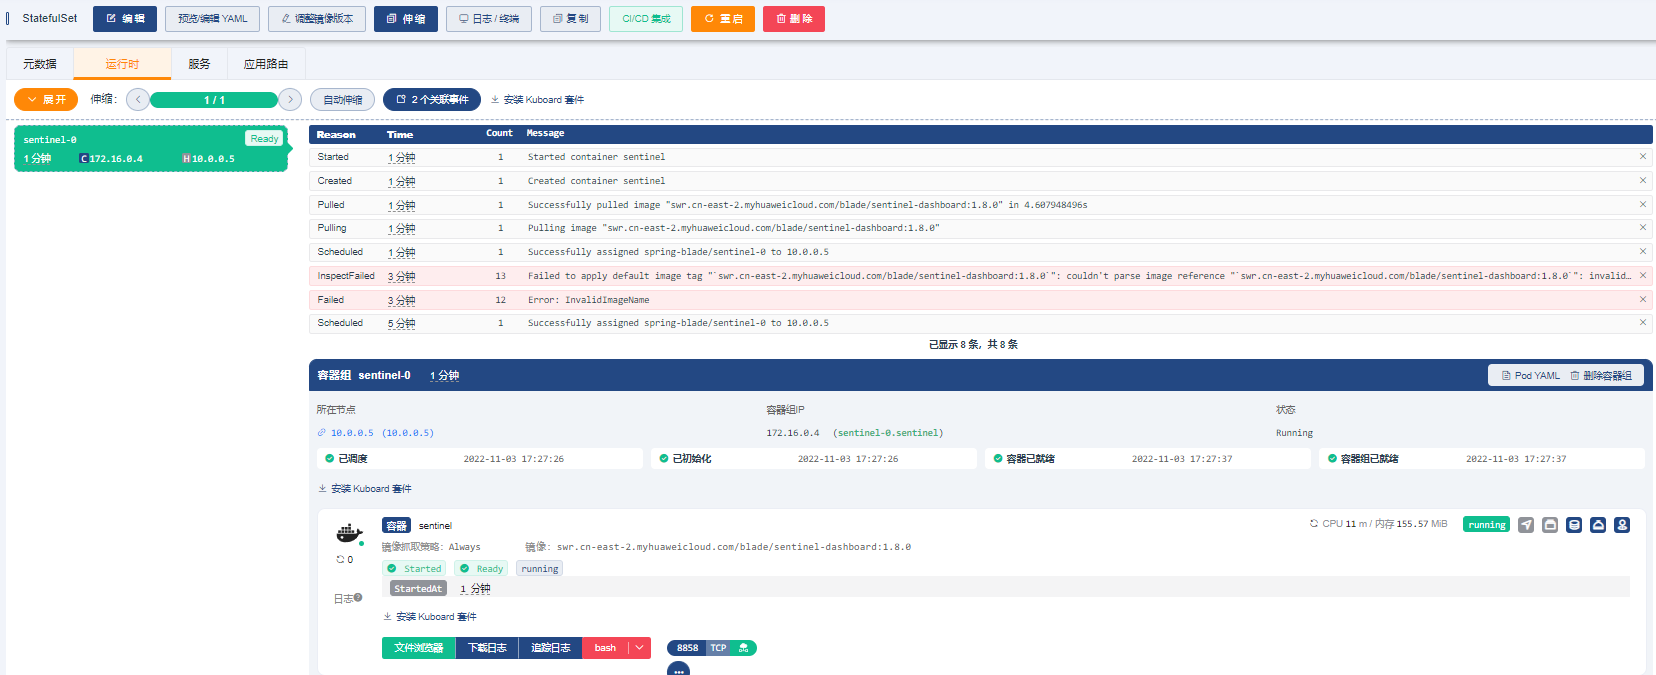 StatefulSet 编辑 预览/编辑 YAML 调整镜像版本 伸缩 日志 / 终端 复制 CI/CD 集成 重启 删除
元数据 运行时 服务 应用路由
展开 伸缩: 1 / 1 自动伸缩 2 个关联事件 安装 Kuboard 套件
sentinel-0 Ready
1 分钟 C 172.16.0.4 H 10.0.0.5
Reason Time Count Message
Started 1 分钟 1 Started container sentinel
Created 1 分钟 1 Created container sentinel
Pulled 1 分钟 1 Successfully pulled image "swr.cn-east-2.myhuaweicloud.com/blade/sentinel-dashboard:1.8.0" in 4.607948496s
Pulling 1 分钟 1 Pulling image "swr.cn-east-2.myhuaweicloud.com/blade/sentinel-dashboard:1.8.0"
Scheduled 1 分钟 1 Successfully assigned spring-blade/sentinel-0 to 10.0.0.5
InspectFailed 3 分钟 13 Failed to apply default image tag "`swr.cn-east-2.myhuaweicloud.com/blade/sentinel-dashboard:1.8.0`": couldn't parse image reference "`swr.cn-east-2.myhuaweicloud.com/blade/sentinel-dashboard:1.8.0`": invalid...
Failed 3 分钟 12 Error: InvalidImageName
Scheduled 5 分钟 1 Successfully assigned spring-blade/sentinel-0 to 10.0.0.5
已显示 8 条，共 8 条
容器组 sentinel-0 1 分钟 Pod YAML 删除容器组
所在节点 容器组IP 状态
10.0.0.5 (10.0.0.5) 172.16.0.4 (sentinel-0.sentinel) Running
已调度 2022-11-03 17:27:26 已初始化 2022-11-03 17:27:26 容器已就绪 2022-11-03 17:27:37 容器组已就绪 2022-11-03 17:27:37
安装 Kuboard 套件
容器 sentinel CPU 11 m / 内存 155.57 MiB running
镜像抓取策略: Always 镜像: swr.cn-east-2.myhuaweicloud.com/blade/sentinel-dashboard:1.8.0
0
Started Ready running
StartedAt 1 分钟
日志
安装 Kuboard 套件
文件浏览器 下载日志 追踪日志 bash 8858 TCP